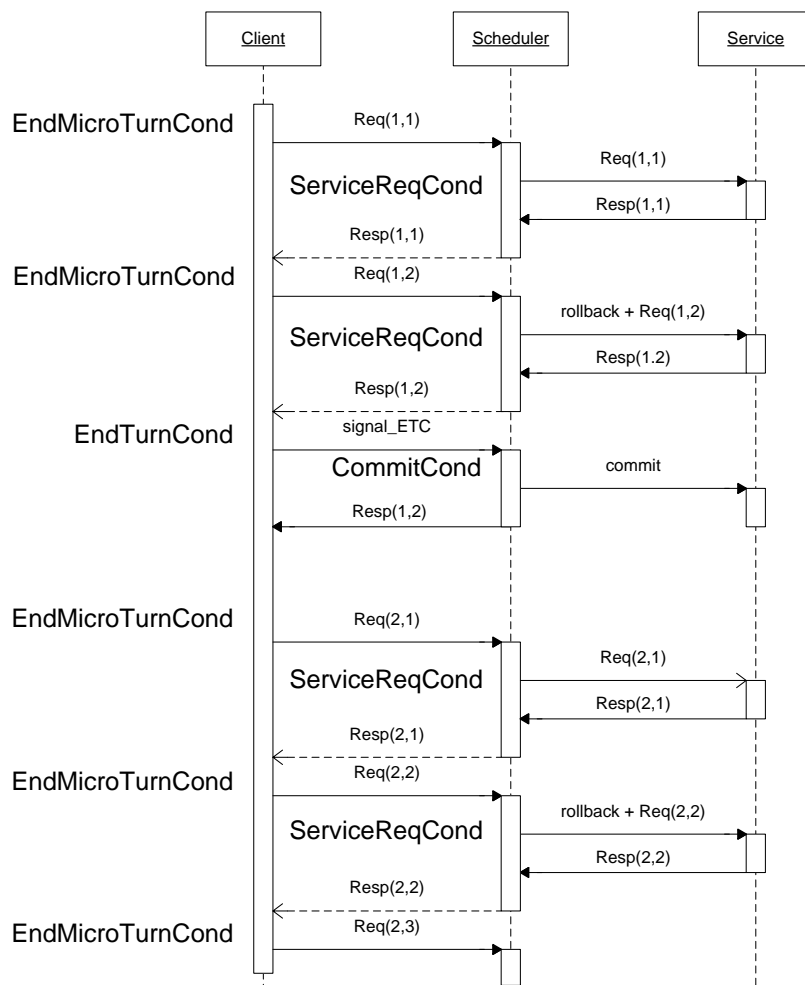 Client
Scheduler
Service
EndMicroTurnCond
Req(1,1)
Req(1,1)
ServiceReqCond
Resp(1,1)
Resp(1,1)
EndMicroTurnCond
Req(1,2)
rollback + Req(1,2)
ServiceReqCond
Resp(1.2)
Resp(1,2)
EndTurnCond
signal_ETC
CommitCond
commit
Resp(1,2)
EndMicroTurnCond
Req(2,1)
Req(2,1)
ServiceReqCond
Resp(2,1)
Resp(2,1)
EndMicroTurnCond
Req(2,2)
rollback + Req(2,2)
ServiceReqCond
Resp(2,2)
Resp(2,2)
EndMicroTurnCond
Req(2,3)